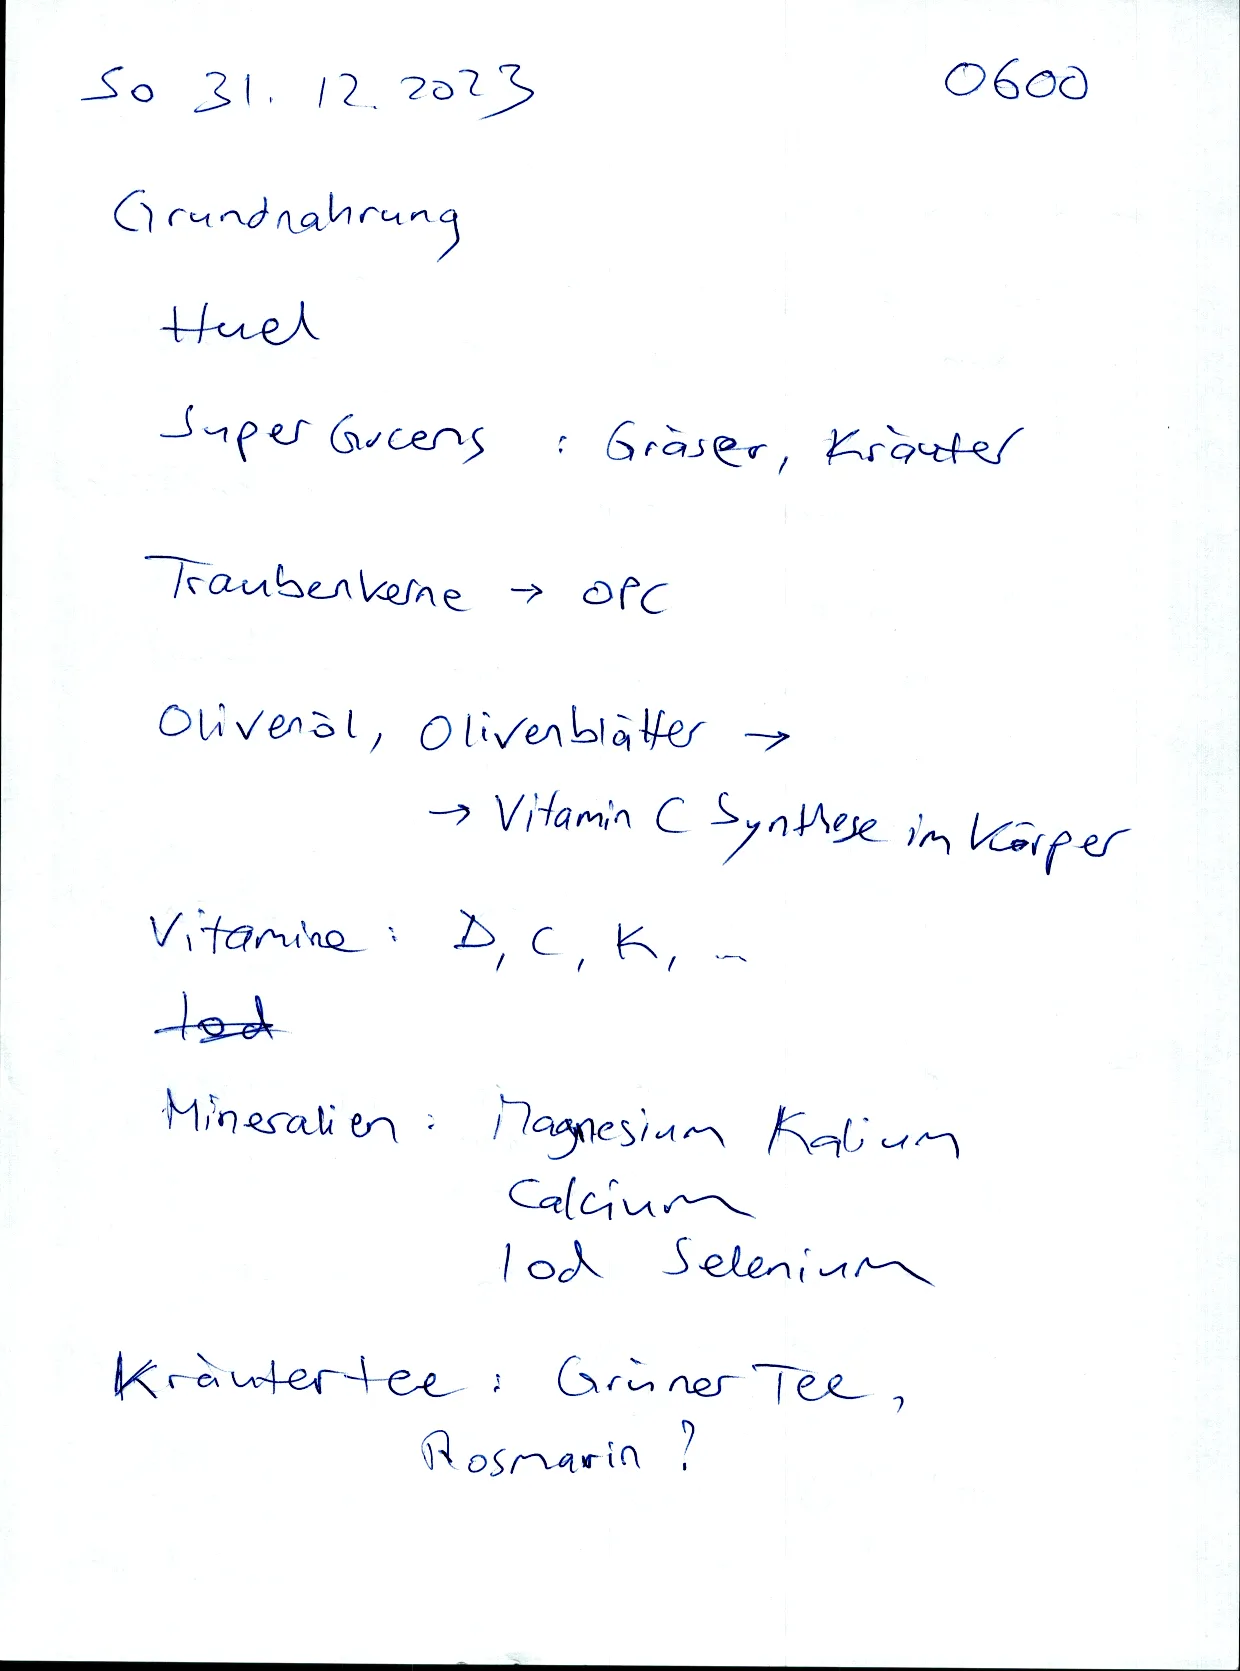 So 31. 12. 2023 0600
Grundnahrung
Huel
Super Greens : Gräser, Kräuter
Traubenkerne → OPC
Olivenöl, Olivenblätter →
→ Vitamin C Synthese im Körper
Vitamine : D, C, K, ...
Iod
Mineralien : Magnesium Kalium
Calcium
Iod Selenium
Kräutertee : Grüner Tee,
Rosmarin ?